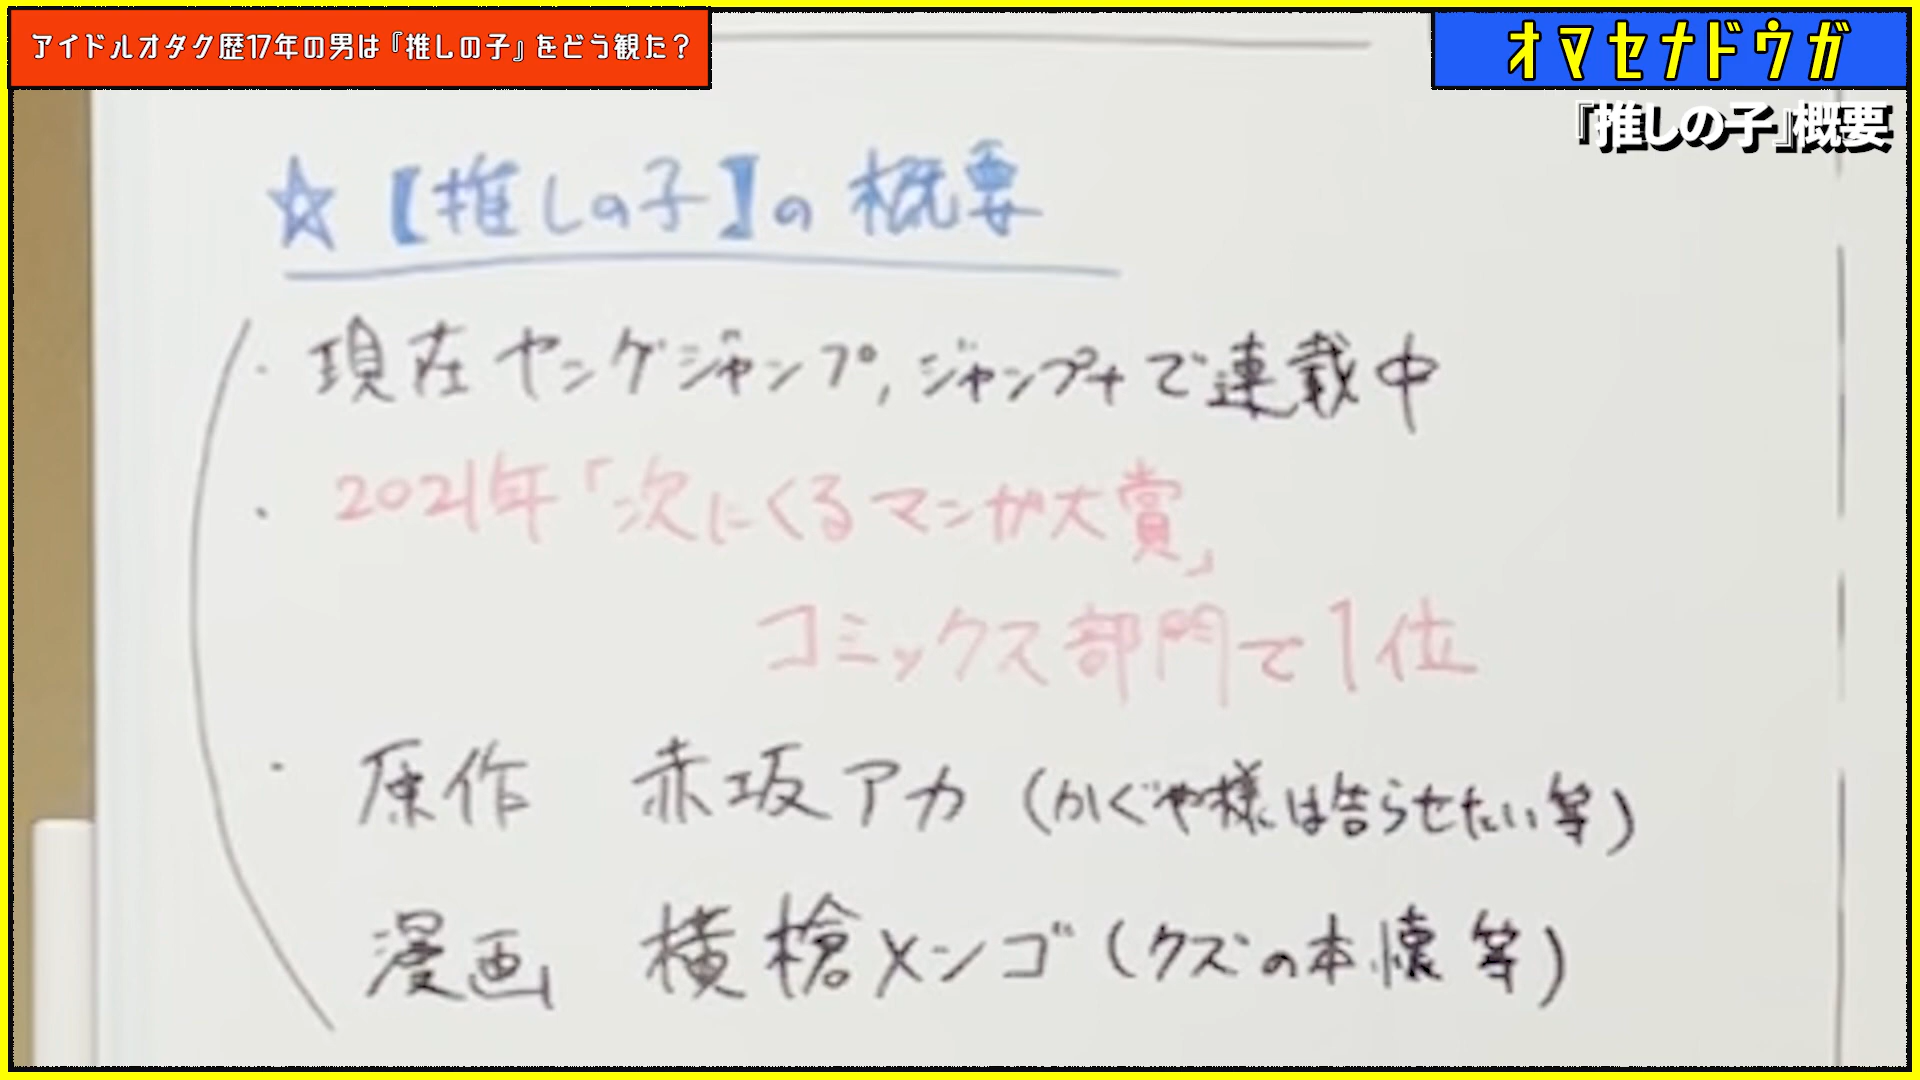 アイドルオタク歴17年の男は『推しの子』をどう観た？
オマセナドウガ
『推しの子』概要
☆【推しの子】の概要
・現在ヤングジャンプ,ジャンプ+で連載中
・2021年「次にくるマンガ大賞」
コミックス部門で1位
・原作 赤坂アカ(かぐや様は告らせたい等)
漫画 横槍メンゴ(クズの本懐 等)